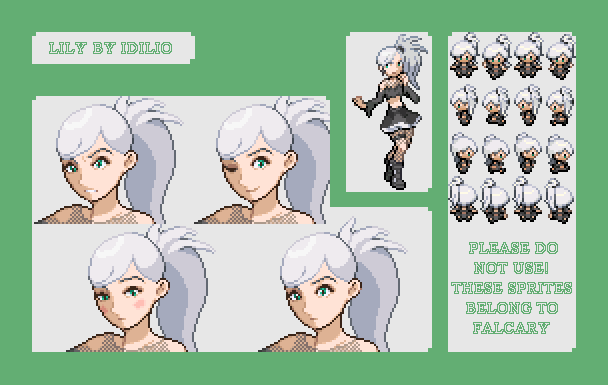 LILY BY IDILIO
PLEASE DO
NOT USE!
THESE SPRITES
BELONG TO
FALCARY